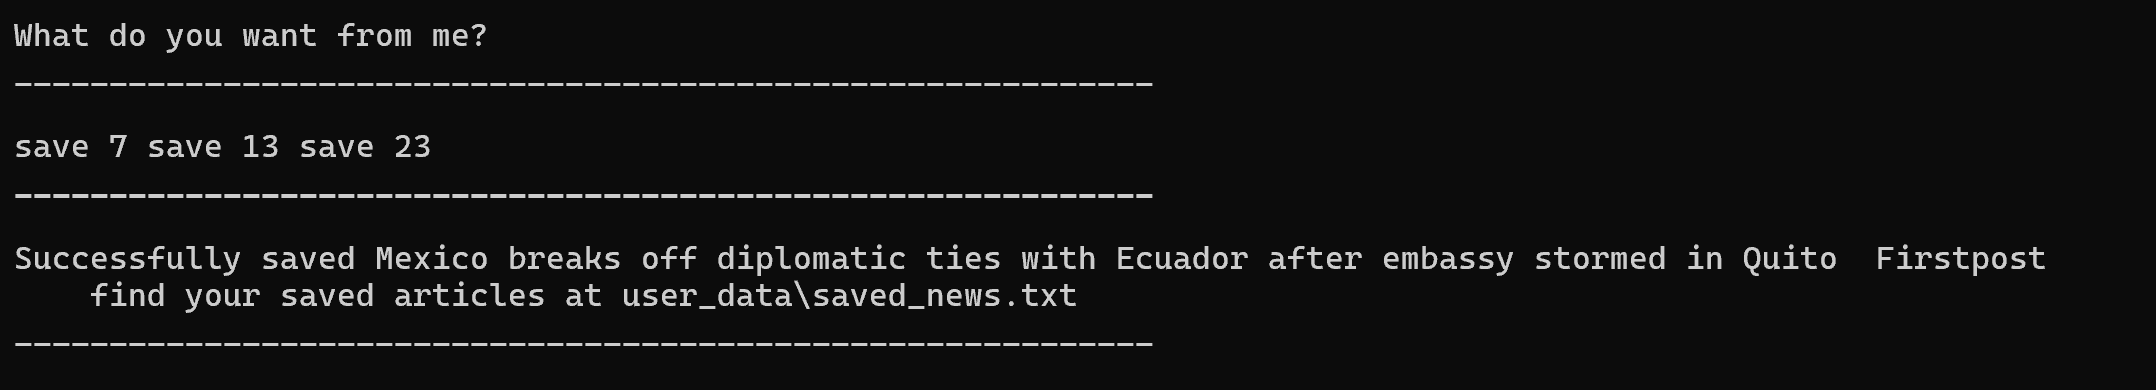 What do you want from me?
------------------------------------------------------------
save 7 save 13 save 23
------------------------------------------------------------
Successfully saved Mexico breaks off diplomatic ties with Ecuador after embassy stormed in Quito  Firstpost
    find your saved articles at user_data\saved_news.txt
------------------------------------------------------------